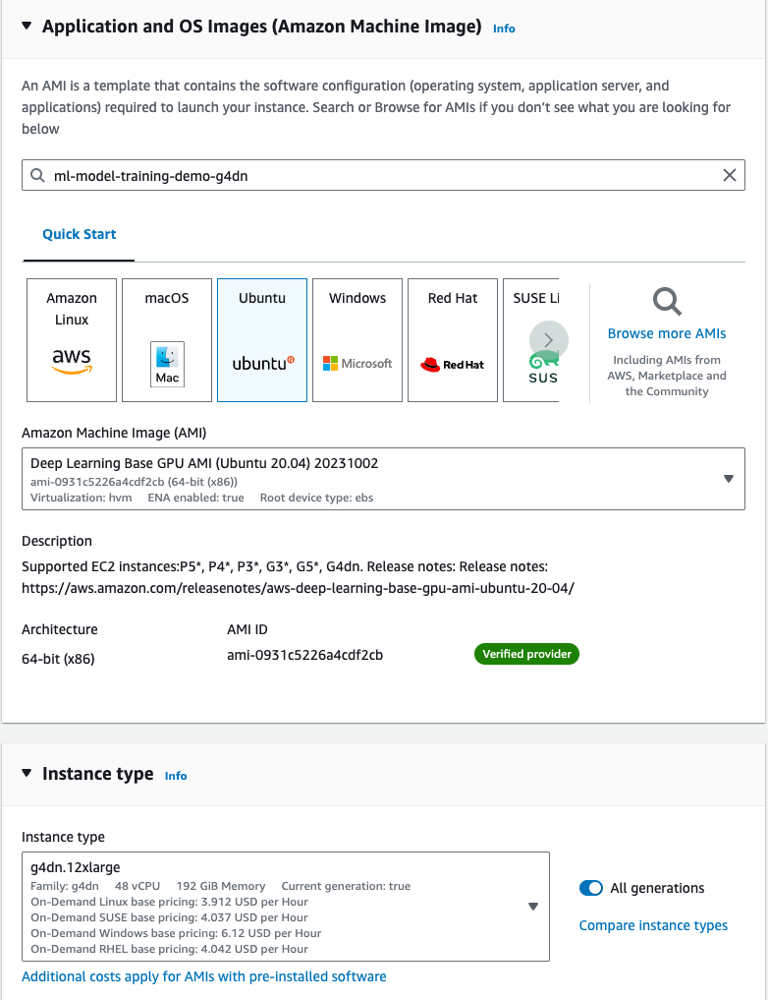 Application and OS Images (Amazon Machine Image) Info
An AMI is a template that contains the software configuration (operating system, application server, and
applications) required to launch your instance. Search or Browse for AMIs if you don't see what you are looking for
below
ml-model-training-demo-g4dn
Quick Start
Amazon
Linux
aws
macOS
Mac
Ubuntu
ubuntu
Windows
Microsoft
Red Hat
Red Hat
SUSE Li
SUS
Browse more AMIs
Including AMIs from
AWS, Marketplace and
the Community
Amazon Machine Image (AMI)
Deep Learning Base GPU AMI (Ubuntu 20.04) 20231002
ami-0931c5226a4cdf2cb (64-bit (x86))
Virtualization: hvm ENA enabled: true Root device type: ebs
Description
Supported EC2 instances:P5*, P4*, P3*, G3*, G5*, G4dn. Release notes: Release notes:
https://aws.amazon.com/releasenotes/aws-deep-learning-base-gpu-ami-ubuntu-20-04/
Architecture
64-bit (x86)
AMI ID
ami-0931c5226a4cdf2cb
Verified provider
Instance type Info
Instance type
g4dn.12xlarge
Family: g4dn 48 vCPU 192 GiB Memory Current generation: true
On-Demand Linux base pricing: 3.912 USD per Hour
On-Demand SUSE base pricing: 4.037 USD per Hour
On-Demand Windows base pricing: 6.12 USD per Hour
On-Demand RHEL base pricing: 4.042 USD per Hour
All generations
Compare instance types
Additional costs apply for AMIs with pre-installed software